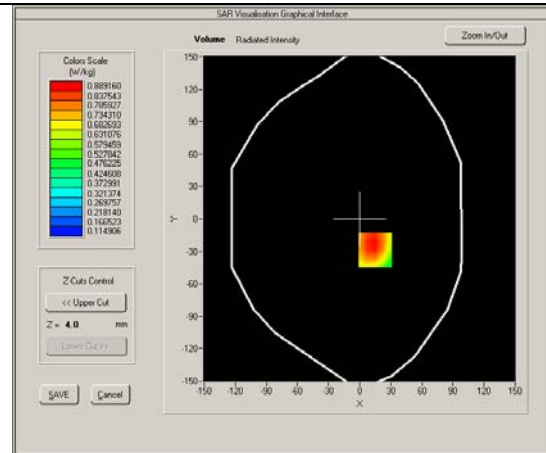 SAR Visualisation Graphical Interface
Volume Radiated Intensity
Zoom In/Out
Colors Scale
(W/kg)
0.889160
0.837543
0.785927
0.734310
0.682693
0.631076
0.579459
0.527842
0.476225
0.424608
0.372991
0.321374
0.269757
0.218140
0.166523
0.114906
Z Cuts Control
<< Upper Cut
Z = 4.0 mm
Lower Cut >>
SAVE Cancel
150
120
90
60
30
0
-30
-60
-90
-120
-150
Y
-150 -120 -90 -60 -30 0 30 60 90 120 150
X